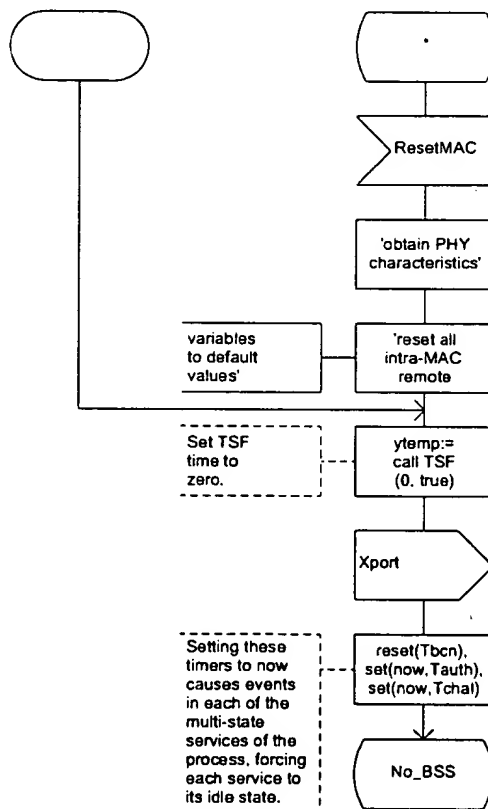 *
ResetMAC
'obtain PHY
characteristics'
variables
to default
values'
'reset all
intra-MAC
remote
Set TSF
time to
zero.
ytemp:=
call TSF
(0, true)
Xport
Setting these
timers to now
causes events
in each of the
multi-state
services of the
process, forcing
each service to
its idle state.
reset(Tbcn),
set(now,Tauth),
set(now,Tchal)
No_BSS